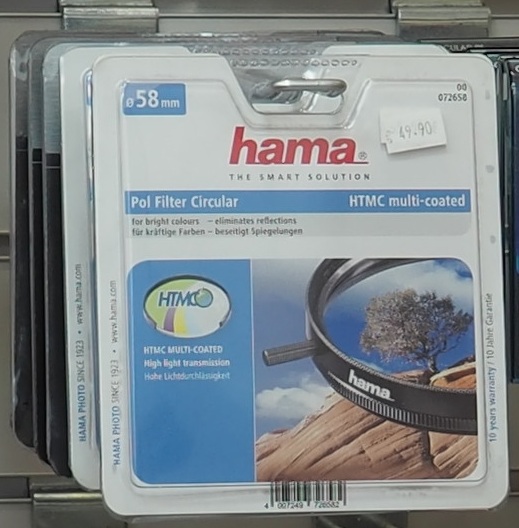 ø58mm
00
072658
49.90
hama®
THE SMART SOLUTION
Pol Filter Circular HTMC multi-coated
for bright colours – eliminates reflections
für kräftige Farben – beseitigt Spiegelungen
HTMC
HTMC MULTI-COATED
High light transmission
Hohe Lichtdurchlässigkeit
hama
HAMA PHOTO SINCE 1923 • www.hama.com
HAMA PHOTO SINCE 1923 • www.hama.com
10 years warranty / 10 Jahre Garantie
4 007249 726582